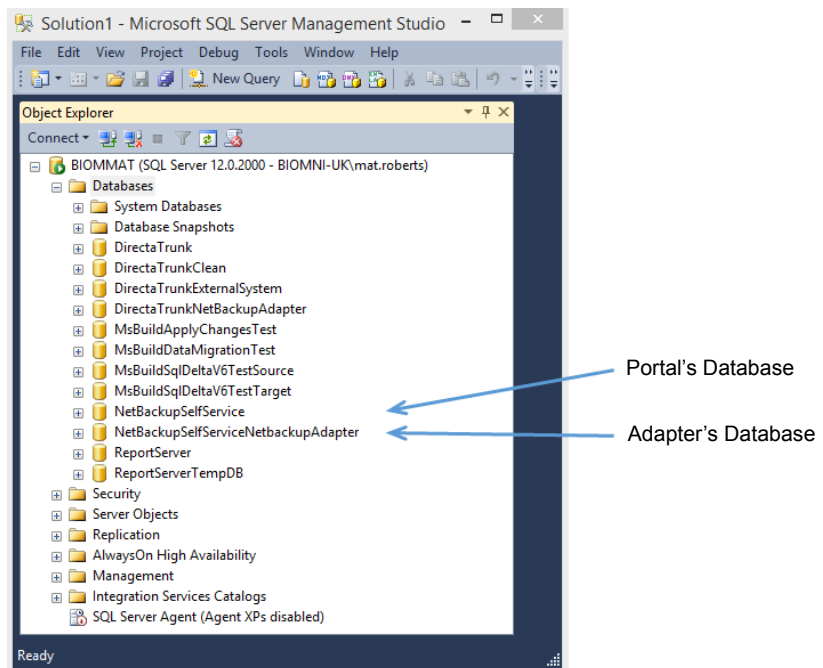 Solution1 - Microsoft SQL Server Management Studio
File Edit View Project Debug Tools Window Help
New Query
Object Explorer
Connect
BIOMMAT (SQL Server 12.0.2000 - BIOMNI-UK\mat.roberts)
Databases
System Databases
Database Snapshots
DirectaTrunk
DirectaTrunkClean
DirectaTrunkExternalSystem
DirectaTrunkNetBackupAdapter
MsBuildApplyChangesTest
MsBuildDataMigrationTest
MsBuildSqlDeltaV6TestSource
MsBuildSqlDeltaV6TestTarget
NetBackupSelfService
NetBackupSelfServiceNetbackupAdapter
ReportServer
ReportServerTempDB
Security
Server Objects
Replication
AlwaysOn High Availability
Management
Integration Services Catalogs
SQL Server Agent (Agent XPs disabled)
Ready
Portal's Database
Adapter's Database